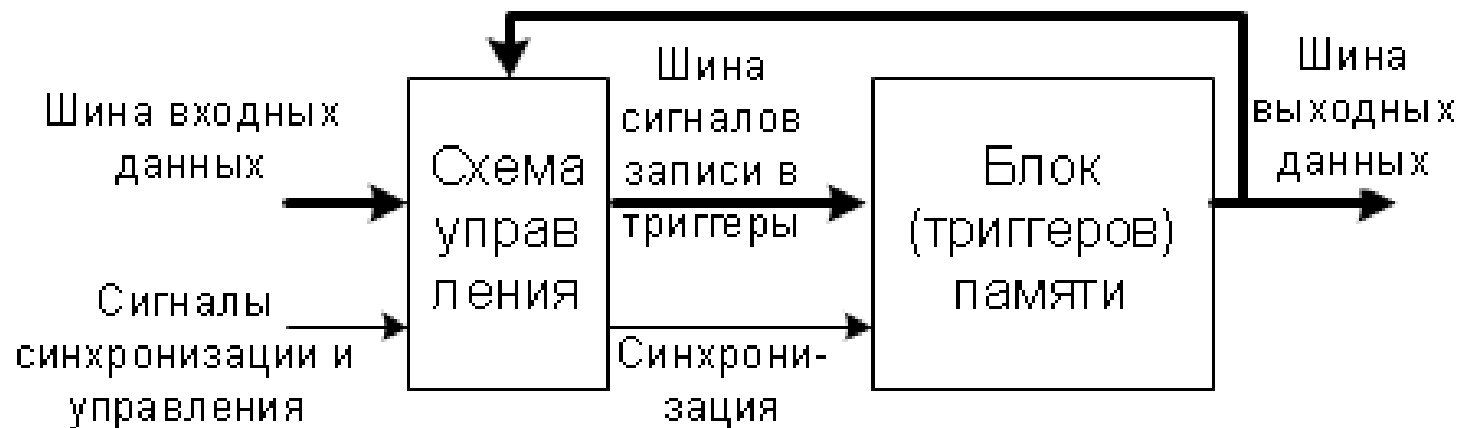 Шина входных
данных
Сигналы
синхронизации и
управления
Схема
управ
ления
Шина
сигналов
записи в
триггеры
Синхрони-
зация
Блок
(триггеров)
памяти
Шина
выходных
данных